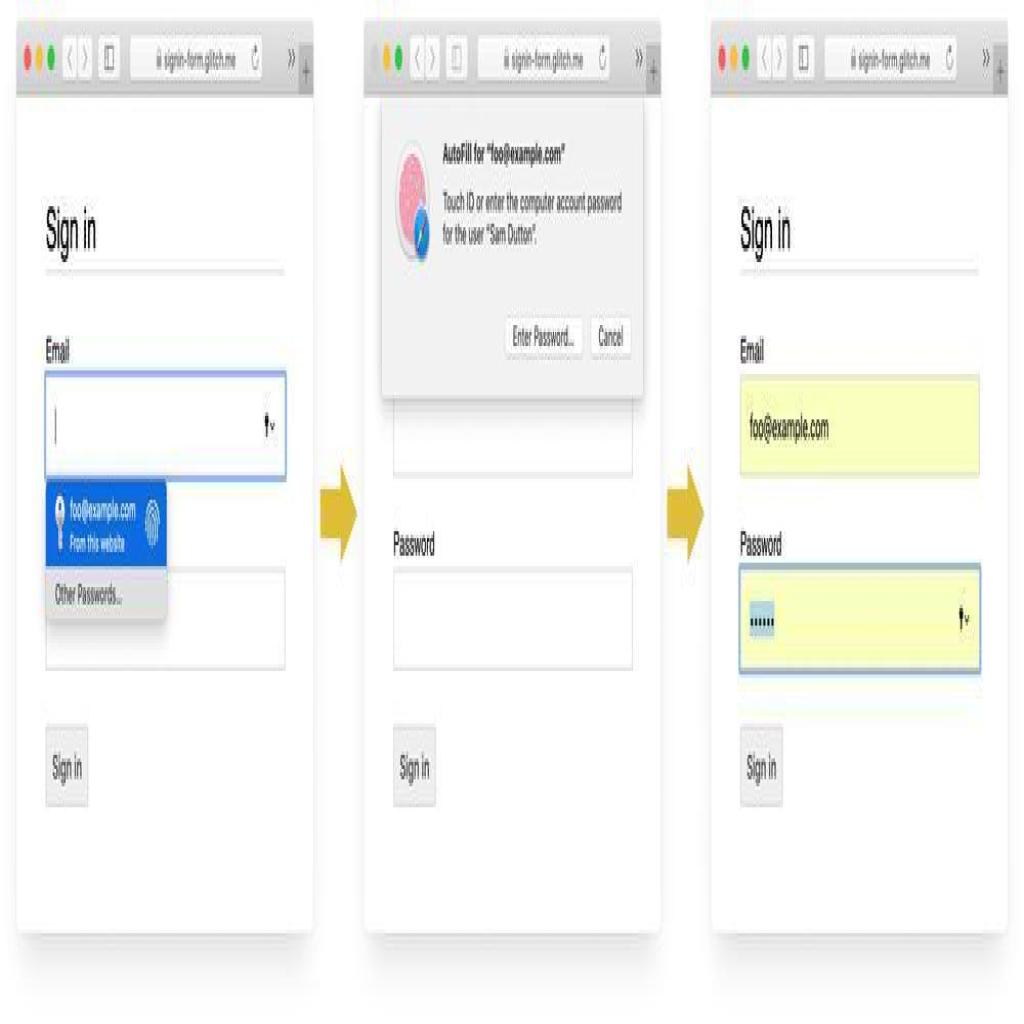 signin-form.glitch.me
Sign in
Email
foo@example.com
From this website
Other Passwords...
Sign in
signin-form.glitch.me
AutoFill for "foo@example.com"
Touch ID or enter the computer account password
for the user "Sam Dutton".
Enter Password...
Cancel
Password
Sign in
signin-form.glitch.me
Sign in
Email
foo@example.com
Password
••••••
Sign in